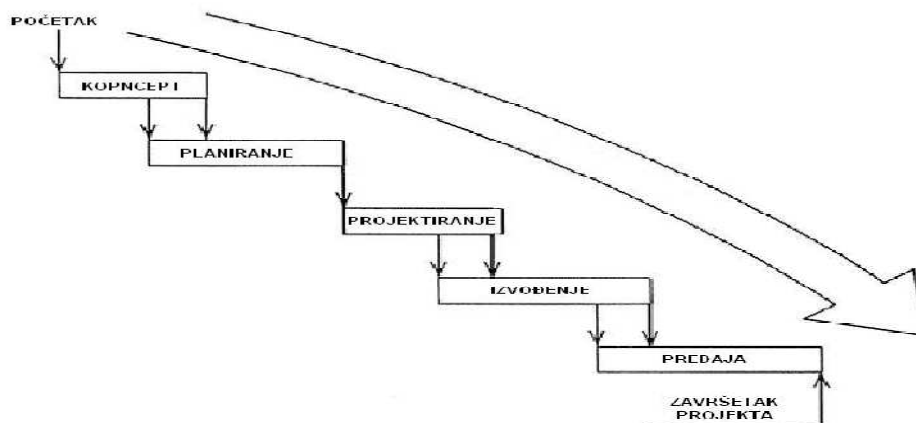 POČETAK
KOPNCEPT
PLANIRANJE
PROJEKTIRANJE
IZVOĐENJE
PREDAJA
ZAVRŠETAK
PROJEKTA